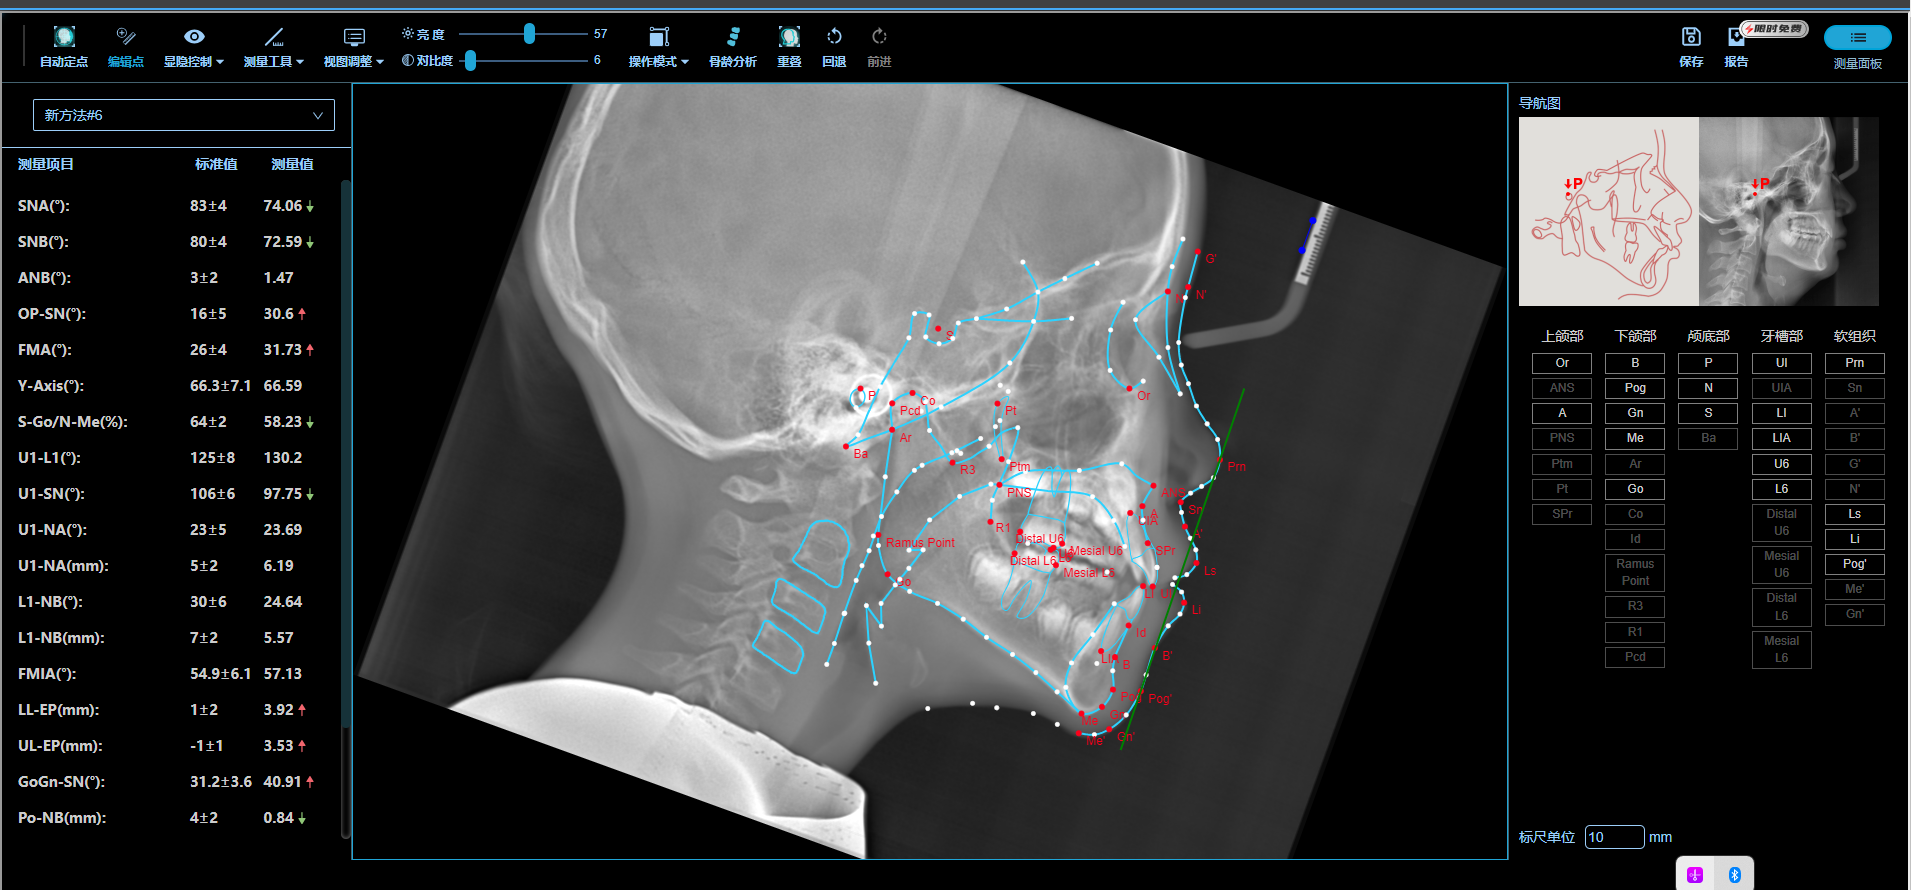 自动定点
编辑点
显隐控制
测量工具
视图调整
亮度 57
对比度 6
操作模式
骨龄分析
重叠
回退
前进
保存
报告
限时免费
测量面板
新方法#6
测量项目 标准值 测量值
SNA(°): 83±4 74.06↓
SNB(°): 80±4 72.59↓
ANB(°): 3±2 1.47
OP-SN(°): 16±5 30.6↑
FMA(°): 26±4 31.73↑
Y-Axis(°): 66.3±7.1 66.59
S-Go/N-Me(%): 64±2 58.23↓
U1-L1(°): 125±8 130.2
U1-SN(°): 106±6 97.75↓
U1-NA(°): 23±5 23.69
U1-NA(mm): 5±2 6.19
L1-NB(°): 30±6 24.64
L1-NB(mm): 7±2 5.57
FMIA(°): 54.9±6.1 57.13
LL-EP(mm): 1±2 3.92↑
UL-EP(mm): -1±1 3.53↑
GoGn-SN(°): 31.2±3.6 40.91↑
Po-NB(mm): 4±2 0.84↓
G'
N'
N
S
P
Co
Pcd
Ar
Ba
Pt
Or
R3
Ptm
PNS
Prn
ANS
Sn
A
UIA
A'
R1
Ramus Point
Distal U6
Mesial U6
SPr
Distal L6
Mesial L6
Ls
Go
LI
UI
Li
Id
LIA
B
B'
Pog
Pog'
Me
Gn
Me'
Gn'
导航图
P
P
上颌部 下颌部 颅底部 牙槽部 软组织
Or B P UI Prn
ANS Pog N UIA Sn
A Gn S LI A'
PNS Me Ba LIA B'
Ptm Ar U6 G'
Pt Go L6 N'
SPr Co Distal U6 Ls
Id Mesial U6 Li
Ramus Point Distal L6 Pog'
R3 Mesial L6 Me'
R1 Gn'
Pcd
标尺单位 10 mm